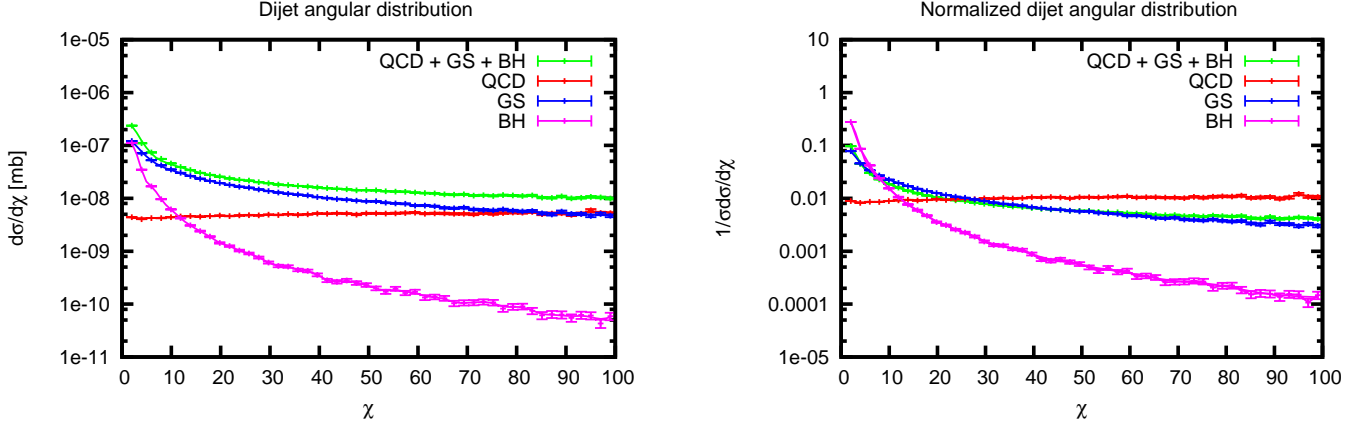 Dijet angular distribution
1e-05
1e-06
1e-07
1e-08
1e-09
1e-10
1e-11
dσ/dχ [mb]
QCD + GS + BH
QCD
GS
BH
0 10 20 30 40 50 60 70 80 90 100
χ
Normalized dijet angular distribution
10
1
0.1
0.01
0.001
0.0001
1e-05
1/σdσ/dχ
QCD + GS + BH
QCD
GS
BH
0 10 20 30 40 50 60 70 80 90 100
χ